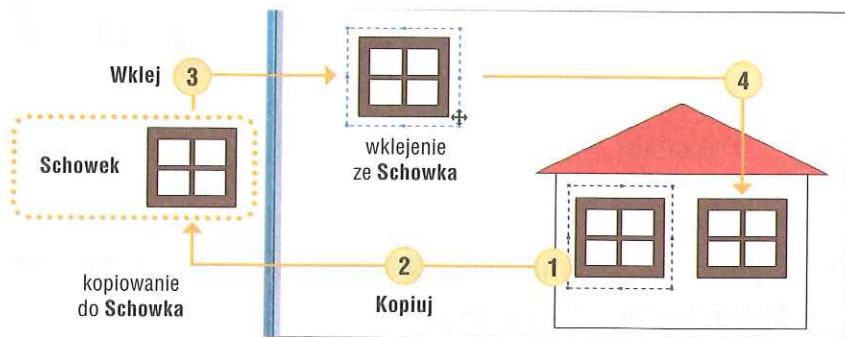 Wklej 3
4
Schowek
wklejenie
ze Schowka
1
2
kopiowanie
do Schowka
Kopiuj